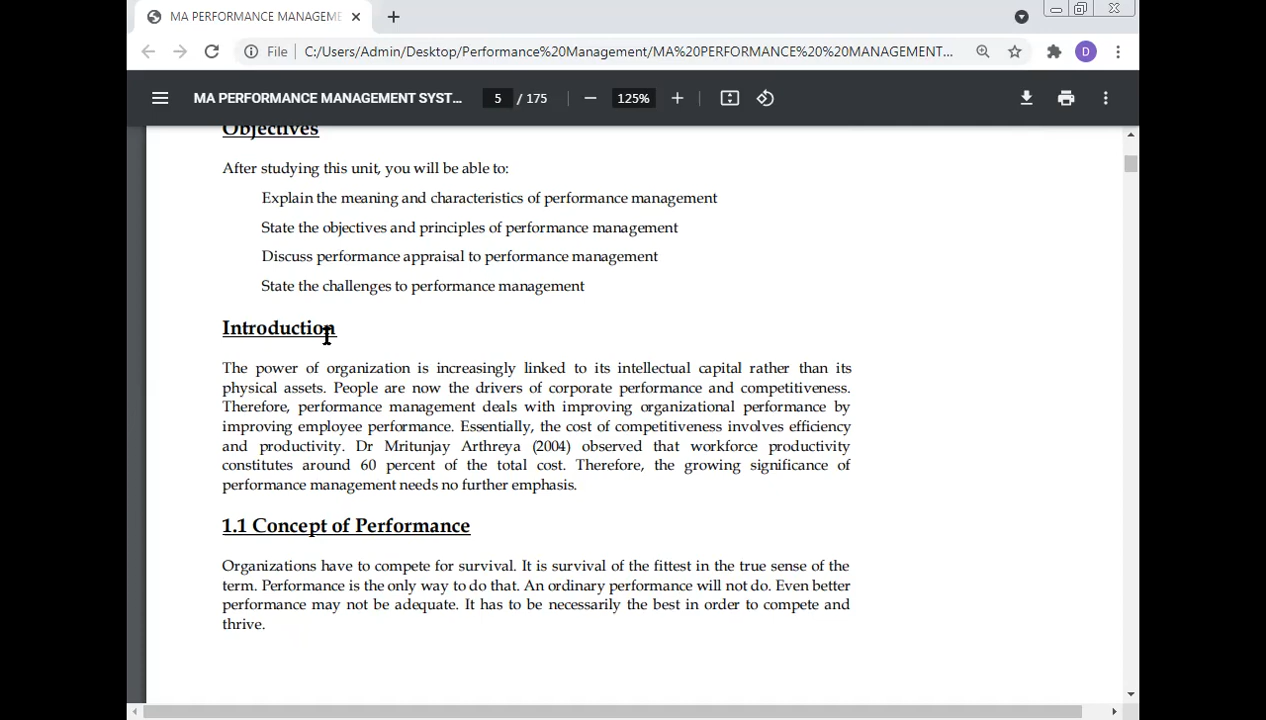 MA PERFORMANCE MANAGEME
File C:/Users/Admin/Desktop/Performance%20Management/MA%20PERFORMANCE%20%20MANAGEMENT... D
MA PERFORMANCE MANAGEMENT SYST... 5 / 175 125%
Objectives
After studying this unit, you will be able to:
Explain the meaning and characteristics of performance management
State the objectives and principles of performance management
Discuss performance appraisal to performance management
State the challenges to performance management
Introduction
The power of organization is increasingly linked to its intellectual capital rather than its
physical assets. People are now the drivers of corporate performance and competitiveness.
Therefore, performance management deals with improving organizational performance by
improving employee performance. Essentially, the cost of competitiveness involves efficiency
and productivity. Dr Mritunjay Arthreya (2004) observed that workforce productivity
constitutes around 60 percent of the total cost. Therefore, the growing significance of
performance management needs no further emphasis.
1.1 Concept of Performance
Organizations have to compete for survival. It is survival of the fittest in the true sense of the
term. Performance is the only way to do that. An ordinary performance will not do. Even better
performance may not be adequate. It has to be necessarily the best in order to compete and
thrive.